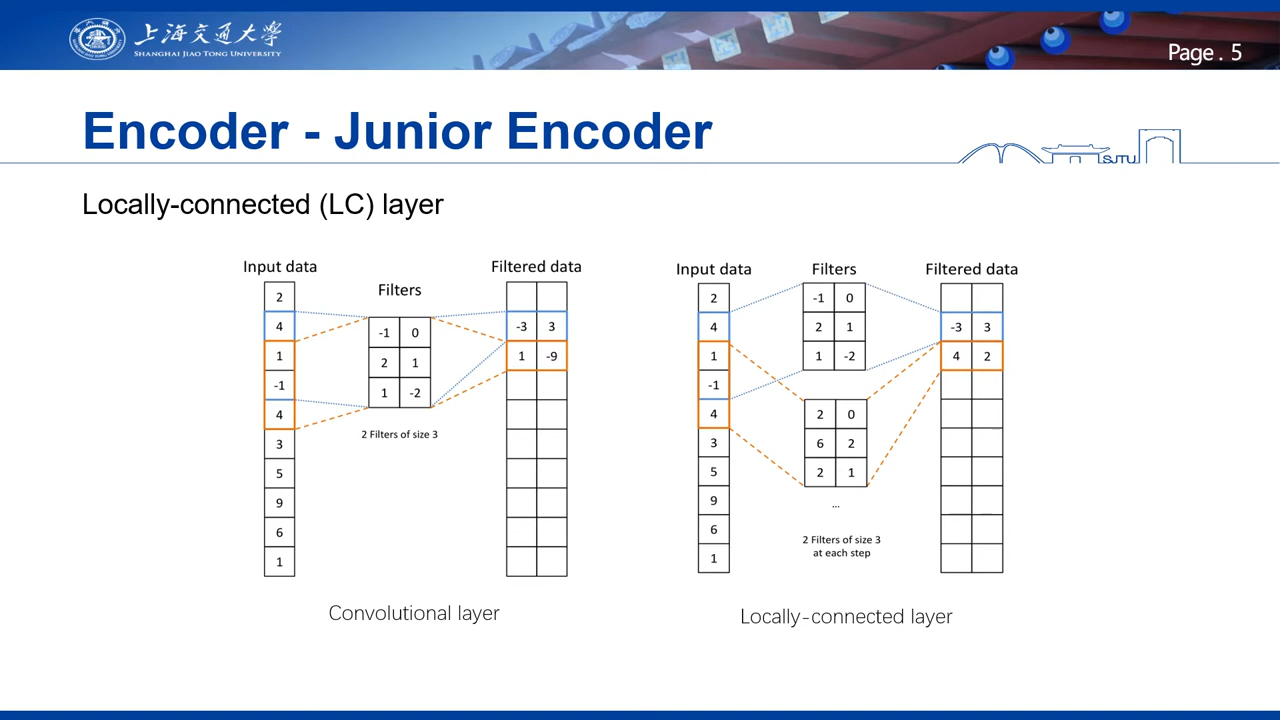 上海交通大学
SHANGHAI JIAO TONG UNIVERSITY
Page . 5
Encoder - Junior Encoder
SJTU
Locally-connected (LC) layer
Input data
Filters
Filtered data
2
4
1
-1
4
3
5
9
6
1
-1 0
2 1
1 -2
2 Filters of size 3
-3 3
1 -9
Convolutional layer
Input data
Filters
Filtered data
2
4
1
-1
4
3
5
9
6
1
-1 0
2 1
1 -2
2 0
6 2
2 1
...
2 Filters of size 3
at each step
-3 3
4 2
Locally-connected layer